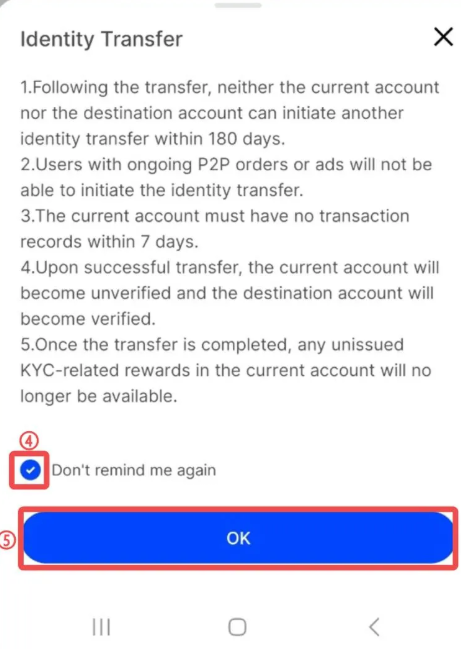 Identity Transfer
1.Following the transfer, neither the current account
nor the destination account can initiate another
identity transfer within 180 days.
2.Users with ongoing P2P orders or ads will not be
able to initiate the identity transfer.
3.The current account must have no transaction
records within 7 days.
4.Upon successful transfer, the current account will
become unverified and the destination account will
become verified.
5.Once the transfer is completed, any unissued
KYC-related rewards in the current account will no
longer be available.
④
Don't remind me again
⑤
OK